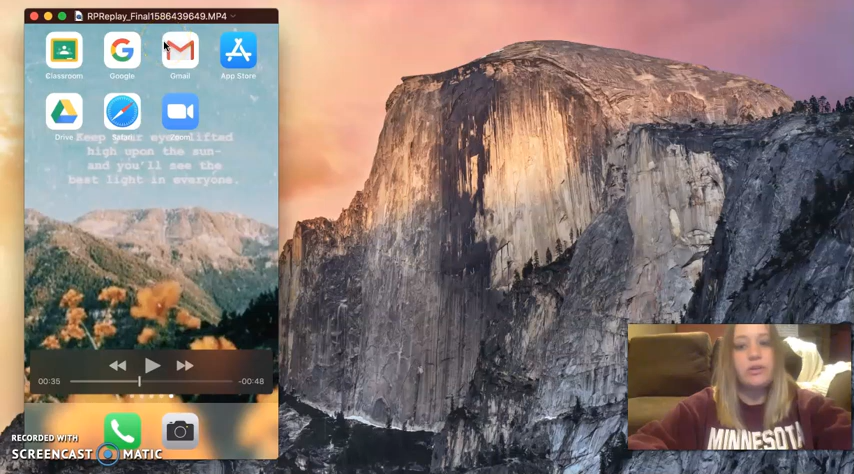 RPReplay_Final1586439649.MP4
Classroom Google Gmail App Store
Drive Safari Zoom
Keep your eyes lifted
high upon the sun-
and you'll see the
best light in everyone.
00:35 -00:48
RECORDED WITH
SCREENCAST MATIC
MINNESOTA